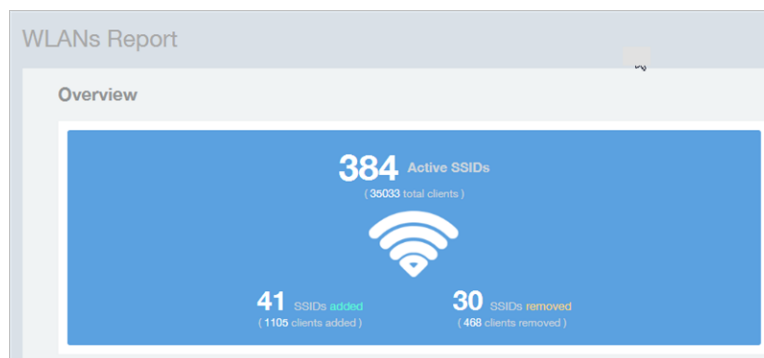 WLANs Report
Overview
384 Active SSIDs
( 35033 total clients )
41 SSIDs added
( 1105 clients added )
30 SSIDs removed
( 468 clients removed )